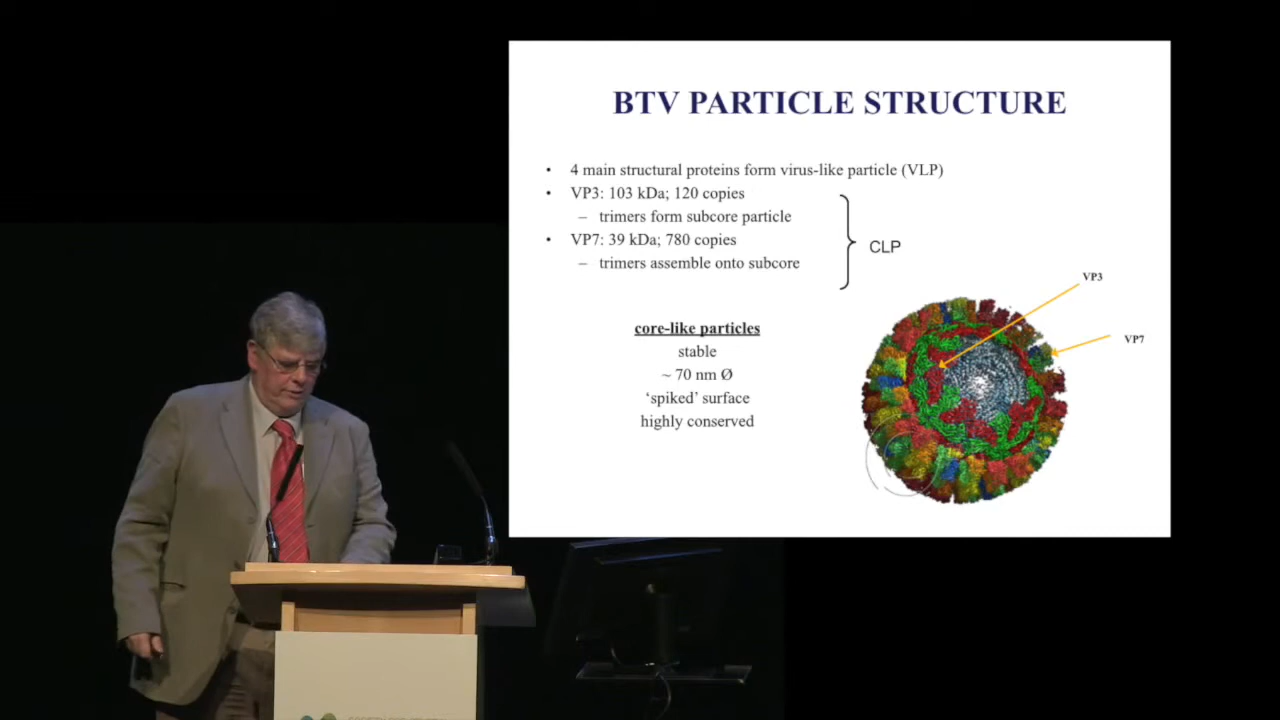 BTV PARTICLE STRUCTURE
• 4 main structural proteins form virus-like particle (VLP)
• VP3: 103 kDa; 120 copies
– trimers form subcore particle
• VP7: 39 kDa; 780 copies
– trimers assemble onto subcore
CLP
VP3
VP7
core-like particles
stable
~ 70 nm Ø
‘spiked’ surface
highly conserved